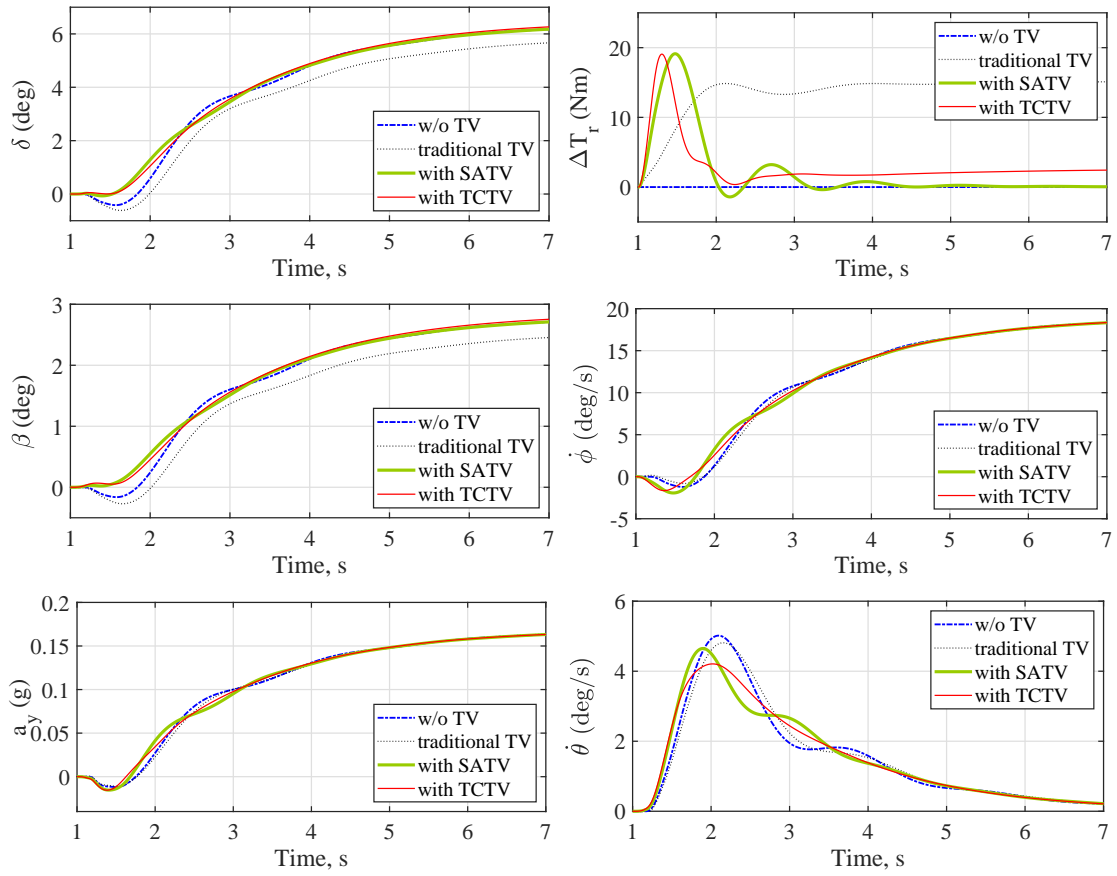 δ (deg)
6
4
2
0
w/o TV
traditional TV
with SATV
with TCTV
1 2 3 4 5 6 7
Time, s
ΔT_r (Nm)
20
10
0
w/o TV
traditional TV
with SATV
with TCTV
1 2 3 4 5 6 7
Time, s
β (deg)
3
2
1
0
w/o TV
traditional TV
with SATV
with TCTV
1 2 3 4 5 6 7
Time, s
ϕ̇ (deg/s)
20
15
10
5
0
-5
w/o TV
traditional TV
with SATV
with TCTV
1 2 3 4 5 6 7
Time, s
a_y (g)
0.2
0.15
0.1
0.05
0
w/o TV
traditional TV
with SATV
with TCTV
1 2 3 4 5 6 7
Time, s
θ̇ (deg/s)
6
4
2
0
w/o TV
traditional TV
with SATV
with TCTV
1 2 3 4 5 6 7
Time, s